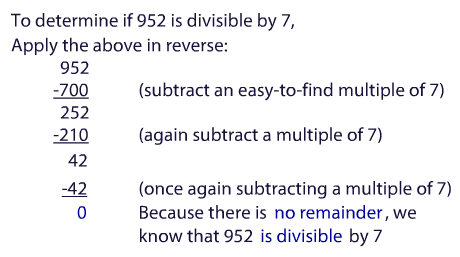 To determine if 952 is divisible by 7,
Apply the above in reverse:
952
-700 (subtract an easy-to-find multiple of 7)
252
-210 (again subtract a multiple of 7)
42
-42 (once again subtracting a multiple of 7)
0 Because there is no remainder, we
know that 952 is divisible by 7